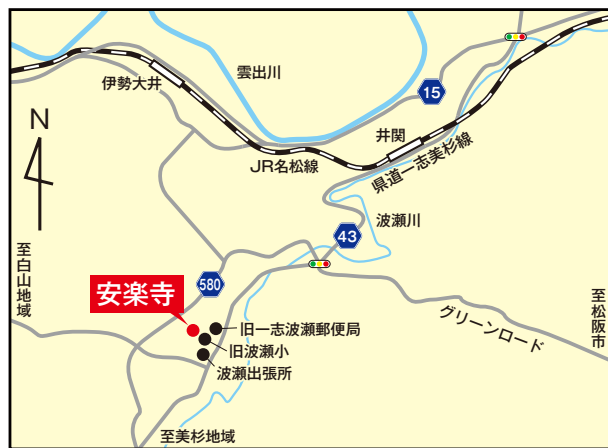 雲出川
伊勢大井
15
井関
N
JR名松線
県道一志美杉線
波瀬川
43
至白山地域
580
安楽寺
至松阪市
グリーンロード
旧一志波瀬郵便局
旧波瀬小
波瀬出張所
至美杉地域